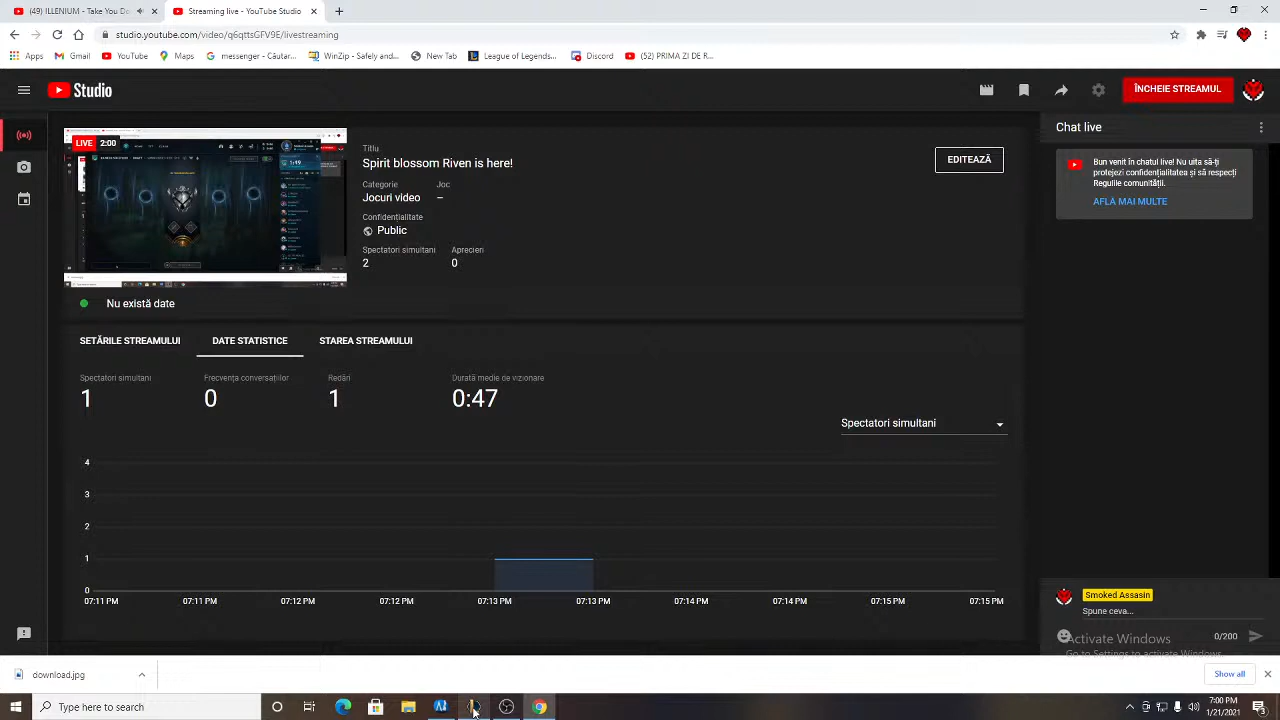 (49) ILLENIUM - Take You Do
Streaming live - YouTube Studio
studio.youtube.com/video/q6qttsGFV9E/livestreaming
Apps
Gmail
YouTube
Maps
messenger - Căutar...
WinZip - Safely and...
New Tab
League of Legends...
Discord
(52) PRIMA ZI DE R...
Studio
ÎNCHEIE STREAMUL
LIVE 2:00
Titlu
Spirit blossom Riven is here!
EDITEAZĂ
Categorie
Joc
Jocuri video
–
Confidențialitate
Public
Spectatori simultani
Aprecieri
2
0
Nu există date
SETĂRILE STREAMULUI
DATE STATISTICE
STAREA STREAMULUI
Spectatori simultani
Frecvența conversațiilor
Redări
Durată medie de vizionare
1
0
1
0:47
Spectatori simultani
4
3
2
1
0
07:11 PM
07:11 PM
07:12 PM
07:12 PM
07:13 PM
07:13 PM
07:14 PM
07:14 PM
07:15 PM
07:15 PM
Chat live
Bun venit în chatul live! Nu uita să-ți
protejezi confidențialitatea și să respecți
regulile comunității.
AFLĂ MAI MULTE
Smoked Assasin
Spune ceva...
0/200
Activate Windows
Go to Settings to activate Windows.
download.jpg
Show all
Type here to search
7:00 PM
1/21/2021